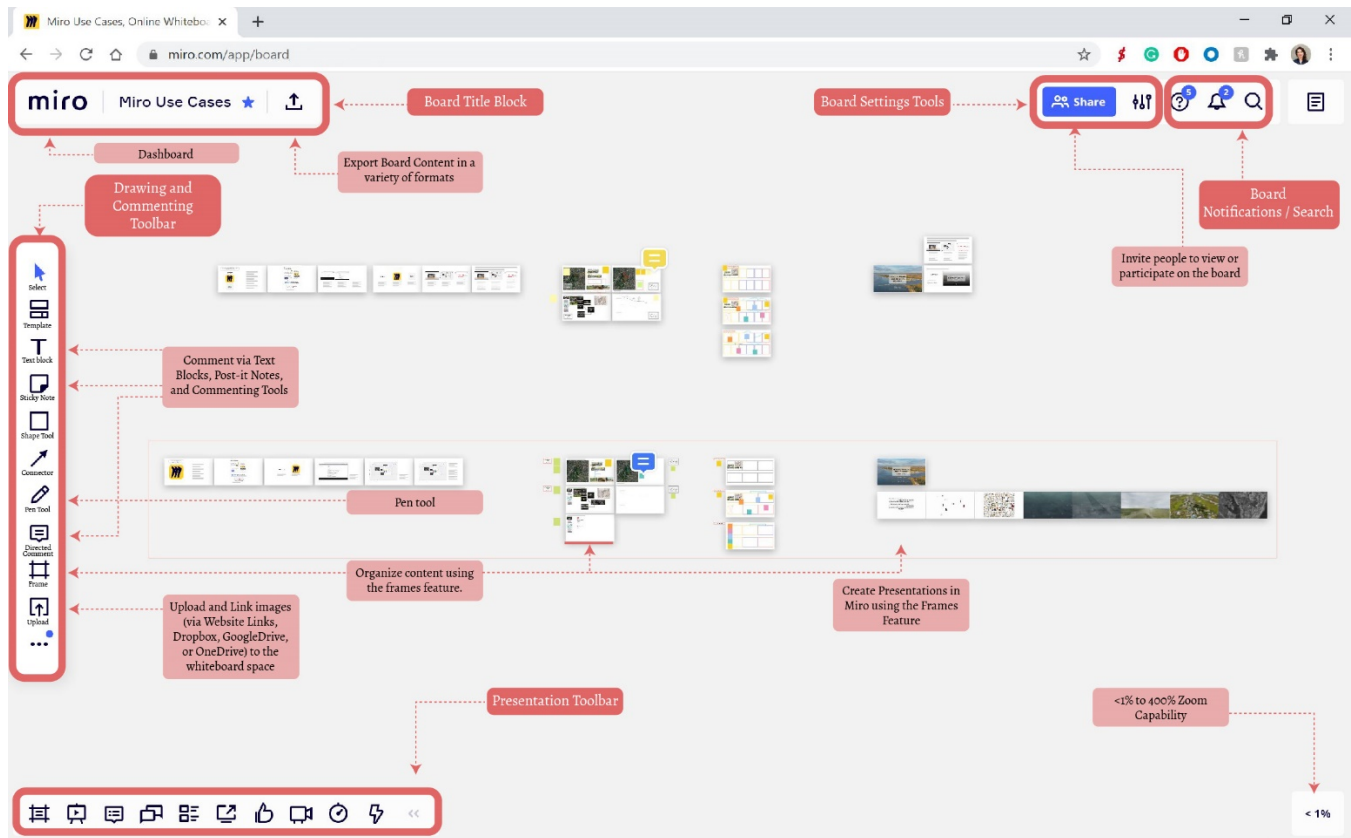 Miro Use Cases, Online Whiteboa
miro.com/app/board
miro
Miro Use Cases
Board Title Block
Board Settings Tools
Share
5
2
Dashboard
Export Board Content in a
variety of formats
Drawing and
Commenting
Toolbar
Board
Notifications / Search
Invite people to view or
participate on the board
Select
Template
Text block
Sticky Note
Shape Tool
Connector
Pen Tool
Directed
Comment
Frame
Upload
Comment via Text
Blocks, Post-it Notes,
and Commenting Tools
Pen tool
Organize content using
the frames feature.
Create Presentations in
Miro using the Frames
Feature
Upload and Link images
(via Website Links,
Dropbox, GoogleDrive,
or OneDrive) to the
whiteboard space
Presentation Toolbar
<1% to 400% Zoom
Capability
< 1%